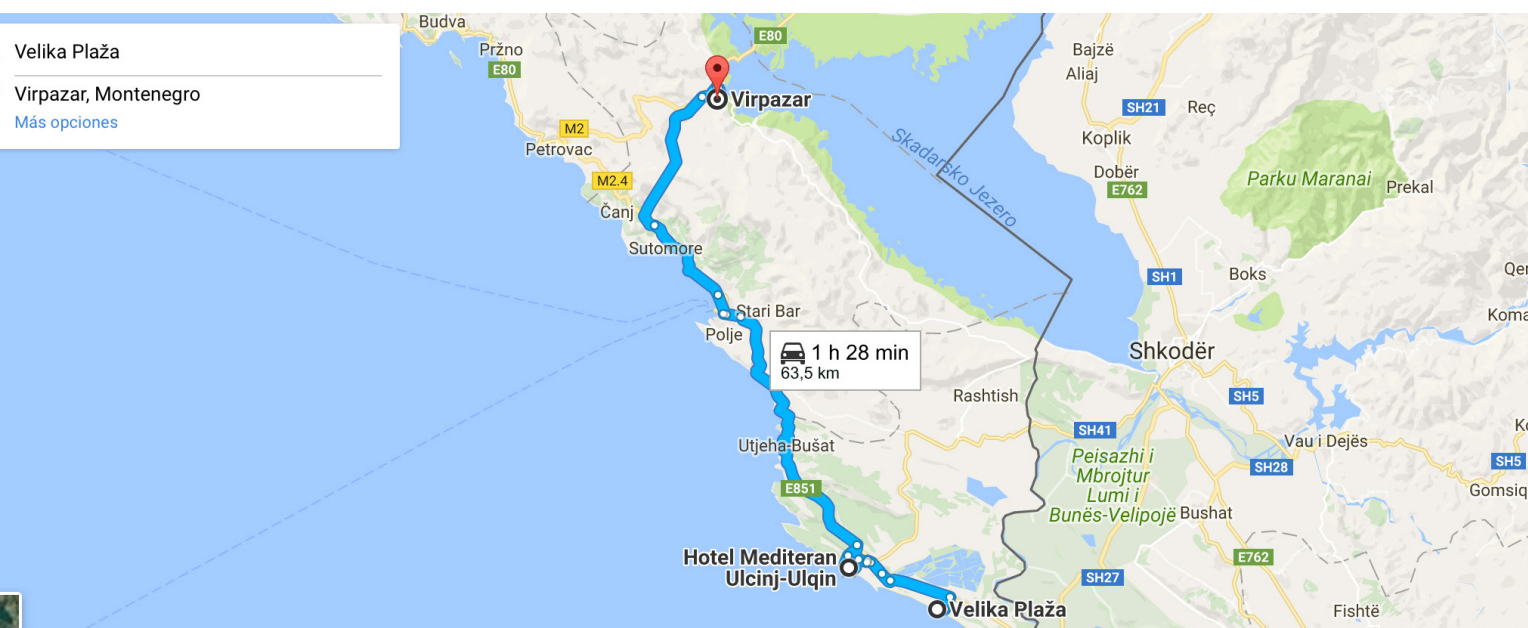 Velika Plaža
Virpazar, Montenegro
Más opciones
Budva
Pržno
E80
E80
Bajzë
Aliaj
Virpazar
SH21
Reç
Koplik
M2
Petrovac
Skadarsko Jezero
Dobër
E762
Parku Maranai
Prekal
M2.4
Čanj
Sutomore
SH1
Boks
Stari Bar
Polje
1 h 28 min
63,5 km
Shkodër
Rashtish
SH5
SH41
Utjeha-Bušat
Vau i Dejës
SH28
SH5
Peisazhi i
Mbrojtur
Lumi i
Bunës-Velipojë
E851
Gomsiq
Bushat
Hotel Mediteran
Ulcinj-Ulqin
E762
SH27
Velika Plaža
Fishtë